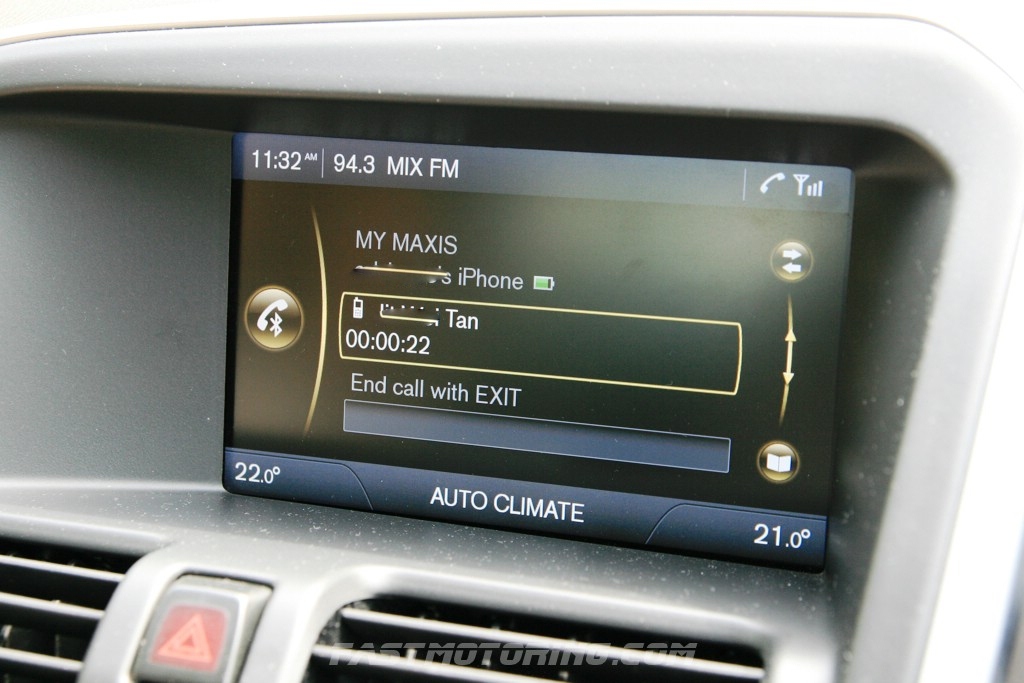 11:32 AM 94.3 MIX FM
MY MAXIS
's iPhone
Tan
00:00:22
End call with EXIT
22.0° AUTO CLIMATE 21.0°
FASTMOTORING.COM